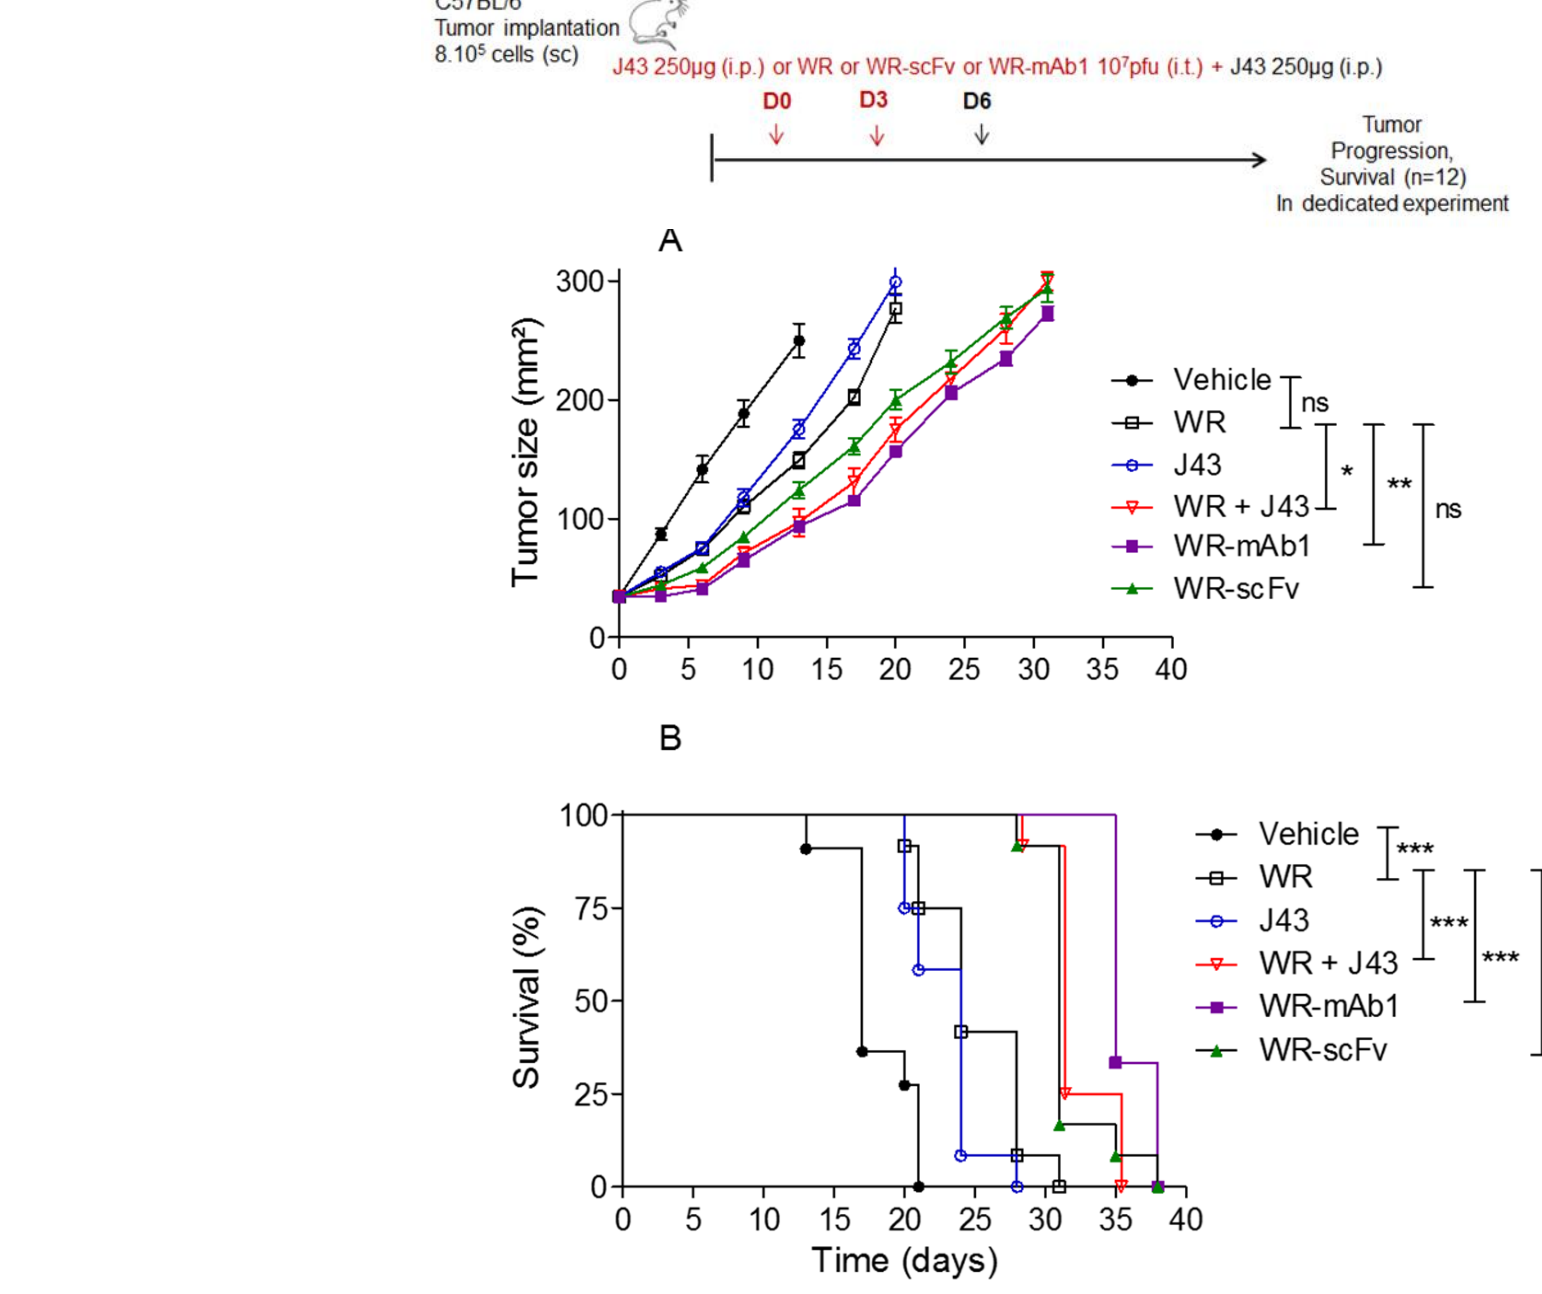 C57BL/6
Tumor implantation
8.10⁵ cells (sc)
J43 250µg (i.p.) or WR or WR-scFv or WR-mAb1 10⁷pfu (i.t.) + J43 250µg (i.p.)
D0 D3 D6
Tumor
Progression,
Survival (n=12)
In dedicated experiment
A
Tumor size (mm²)
300
200
100
0
0 5 10 15 20 25 30 35 40
Vehicle
WR
J43
WR + J43
WR-mAb1
WR-scFv
ns
*
**
ns
B
Survival (%)
100
75
50
25
0
0 5 10 15 20 25 30 35 40
Time (days)
Vehicle
WR
J43
WR + J43
WR-mAb1
WR-scFv
***
***
***